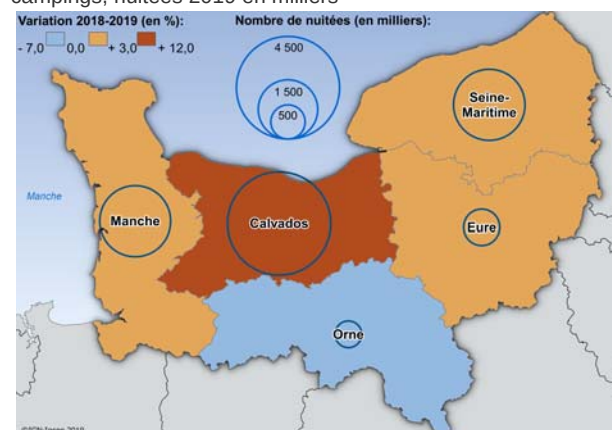 campings, nuitées 2019 en milliers
Variation 2018-2019 (en %):
- 7,0 0,0 + 3,0 + 12,0
Nombre de nuitées (en milliers):
4 500
1 500
500
Seine-
Maritime
Manche
Manche
Calvados
Eure
Orne